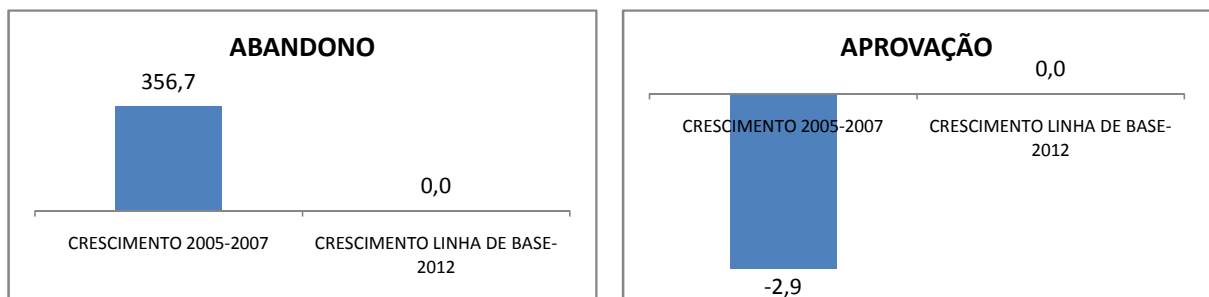 ABANDONO
356,7
0,0
CRESCIMENTO 2005-2007
CRESCIMENTO LINHA DE BASE-
2012
APROVAÇÃO
0,0
CRESCIMENTO 2005-2007
CRESCIMENTO LINHA DE BASE-
2012
-2,9